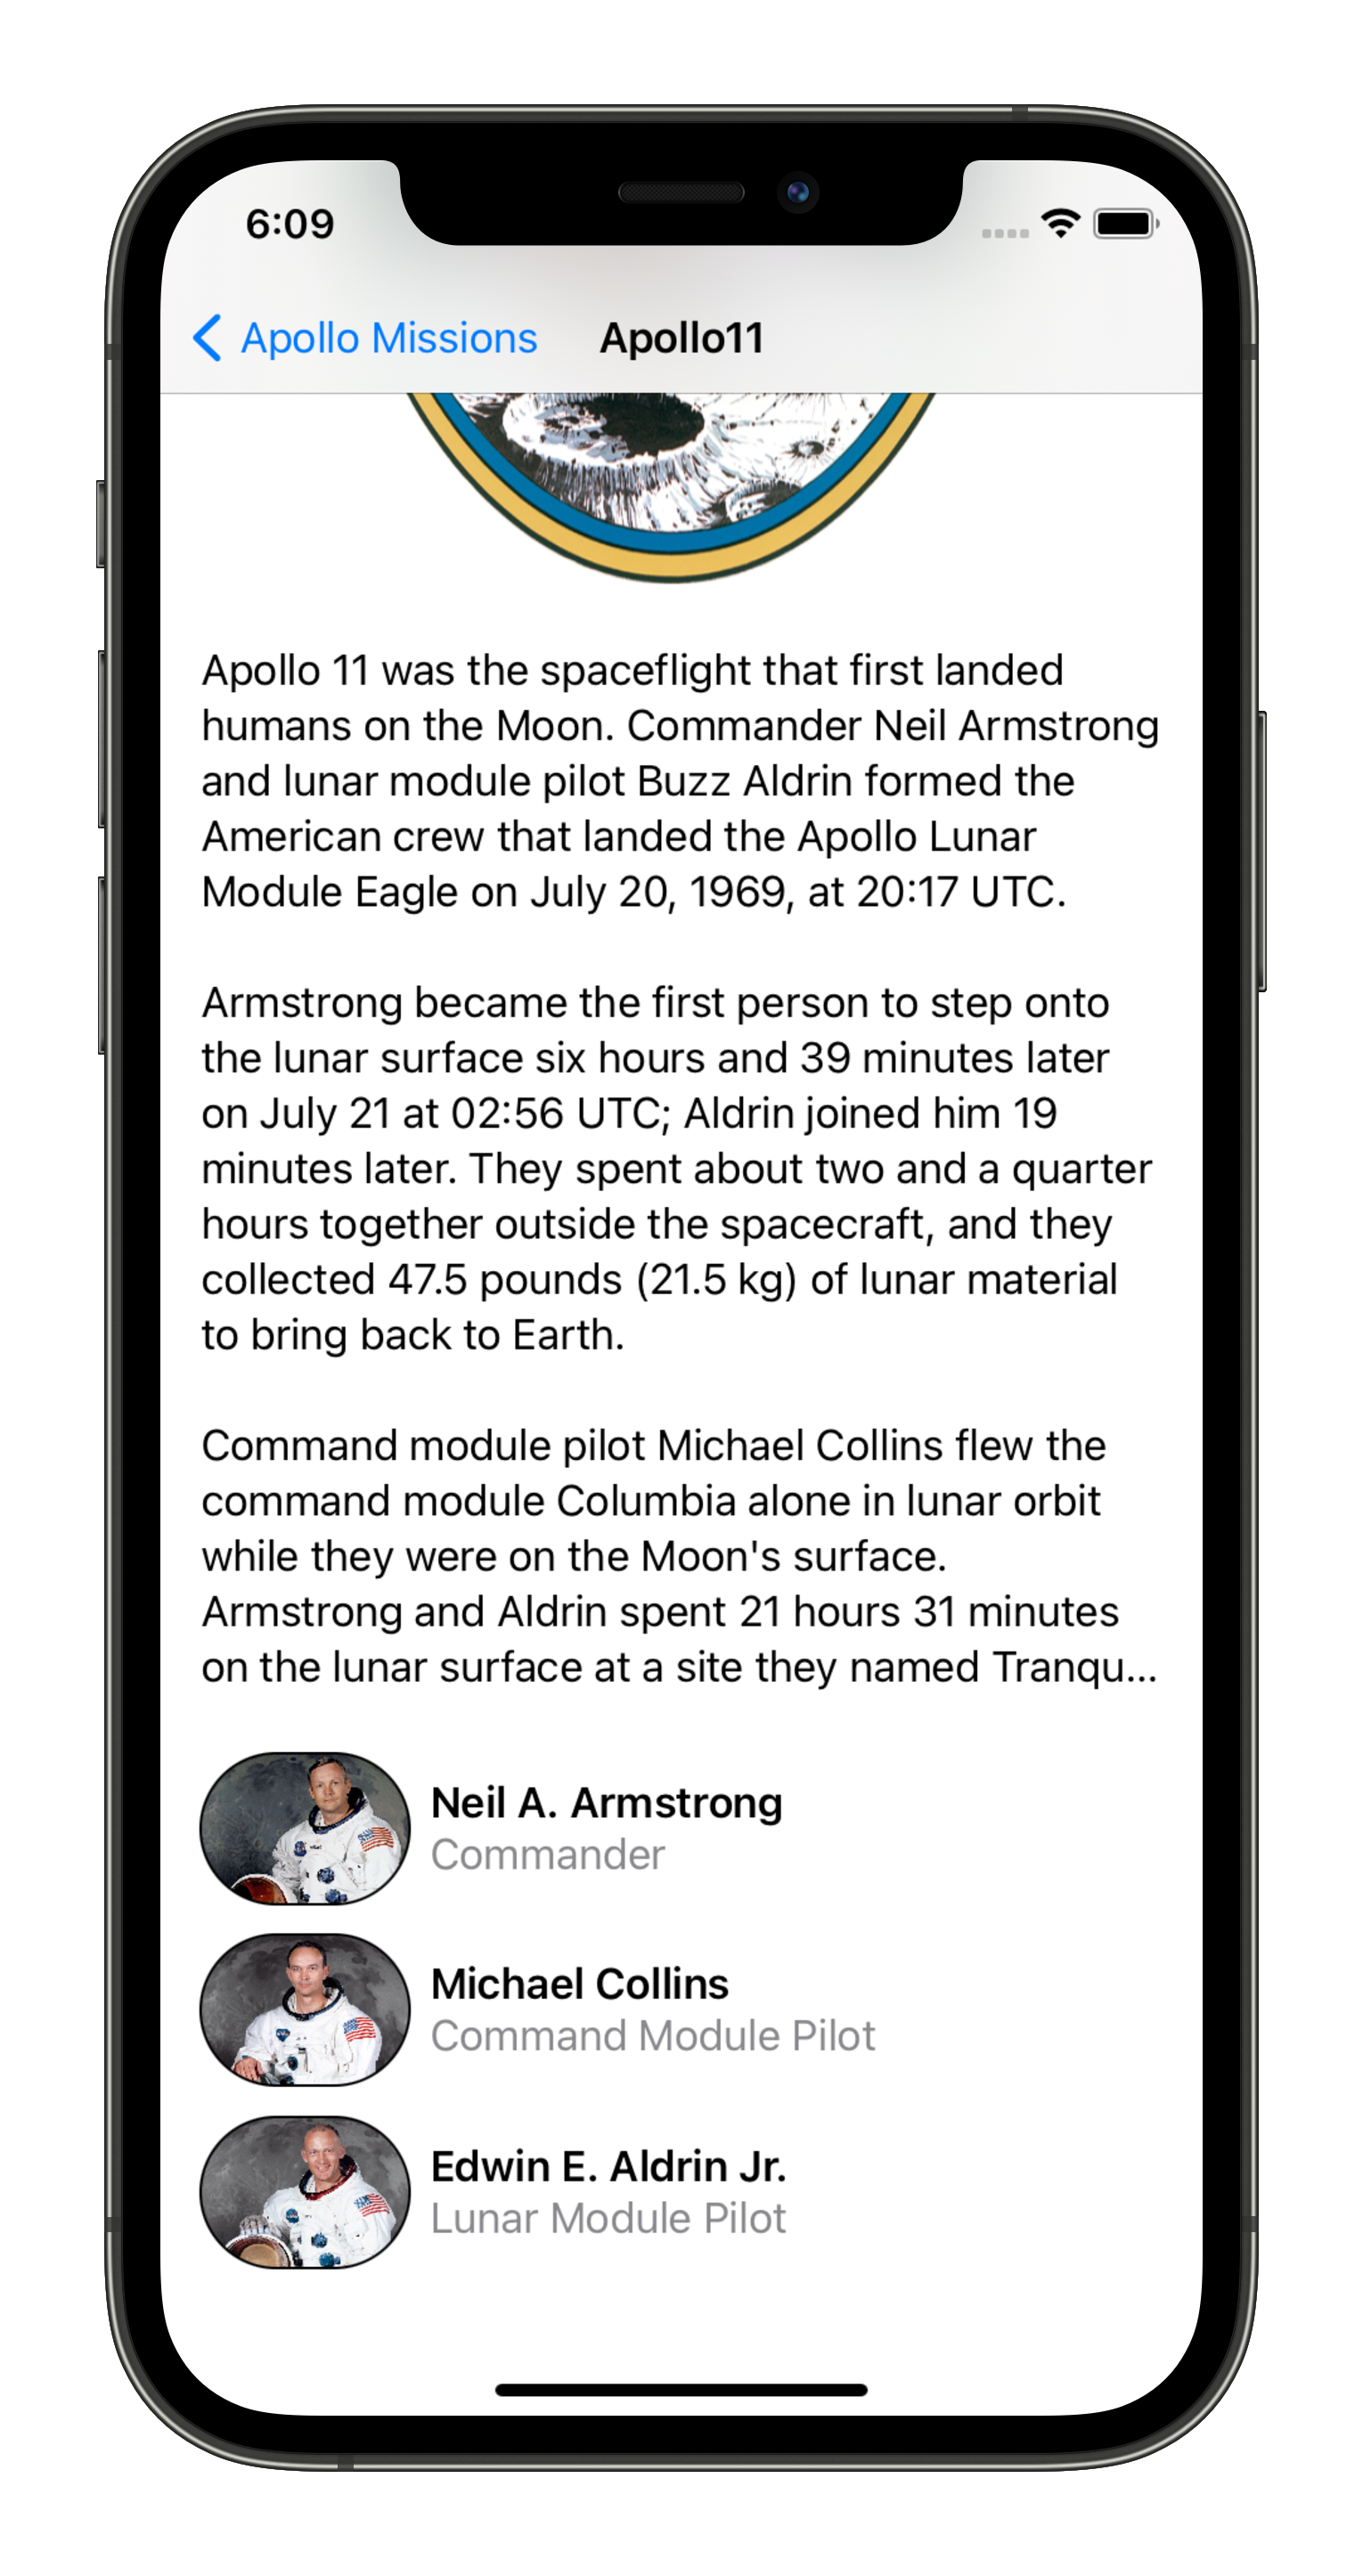 6:09
Apollo Missions
Apollo11
Apollo 11 was the spaceflight that first landed
humans on the Moon. Commander Neil Armstrong
and lunar module pilot Buzz Aldrin formed the
American crew that landed the Apollo Lunar
Module Eagle on July 20, 1969, at 20:17 UTC.
Armstrong became the first person to step onto
the lunar surface six hours and 39 minutes later
on July 21 at 02:56 UTC; Aldrin joined him 19
minutes later. They spent about two and a quarter
hours together outside the spacecraft, and they
collected 47.5 pounds (21.5 kg) of lunar material
to bring back to Earth.
Command module pilot Michael Collins flew the
command module Columbia alone in lunar orbit
while they were on the Moon's surface.
Armstrong and Aldrin spent 21 hours 31 minutes
on the lunar surface at a site they named Tranqu...
Neil A. Armstrong
Commander
Michael Collins
Command Module Pilot
Edwin E. Aldrin Jr.
Lunar Module Pilot